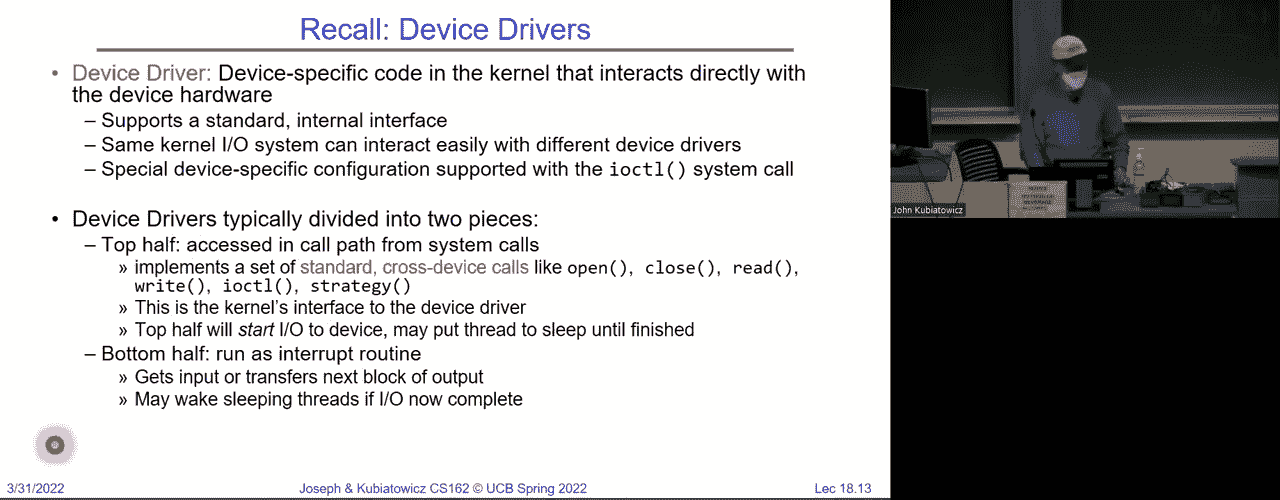 Recall: Device Drivers
• Device Driver: Device-specific code in the kernel that interacts directly with
the device hardware
– Supports a standard, internal interface
– Same kernel I/O system can interact easily with different device drivers
– Special device-specific configuration supported with the ioctl() system call
• Device Drivers typically divided into two pieces:
– Top half: accessed in call path from system calls
» implements a set of standard, cross-device calls like open(), close(), read(),
write(), ioctl(), strategy()
» This is the kernel's interface to the device driver
» Top half will start I/O to device, may put thread to sleep until finished
– Bottom half: run as interrupt routine
» Gets input or transfers next block of output
» May wake sleeping threads if I/O now complete
3/31/2022
Joseph & Kubiatowicz CS162 © UCB Spring 2022
Lec 18.13
John Kubiatowicz